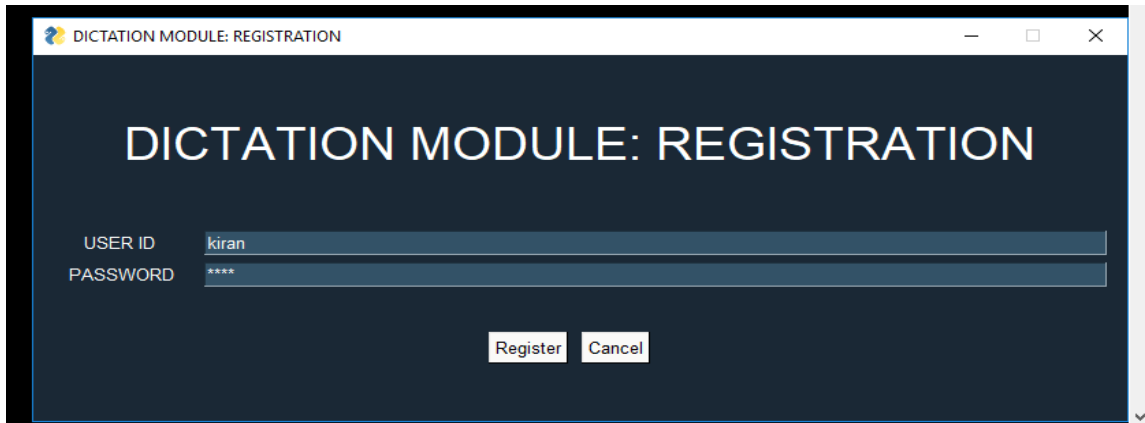 DICTATION MODULE: REGISTRATION
DICTATION MODULE: REGISTRATION
USER ID kiran
PASSWORD ****
Register Cancel